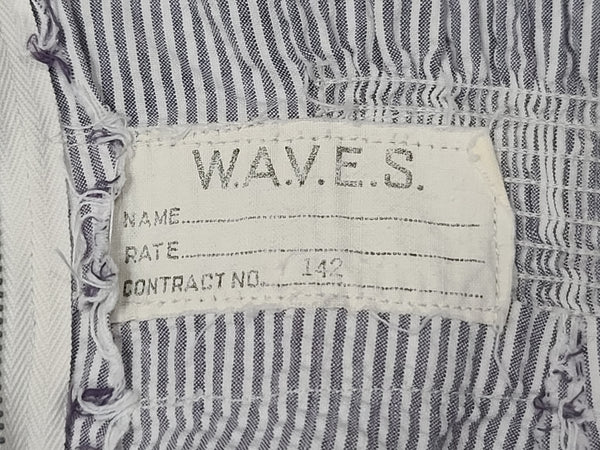 W.A.V.E.S.
NAME
RATE
CONTRACT NO. 142